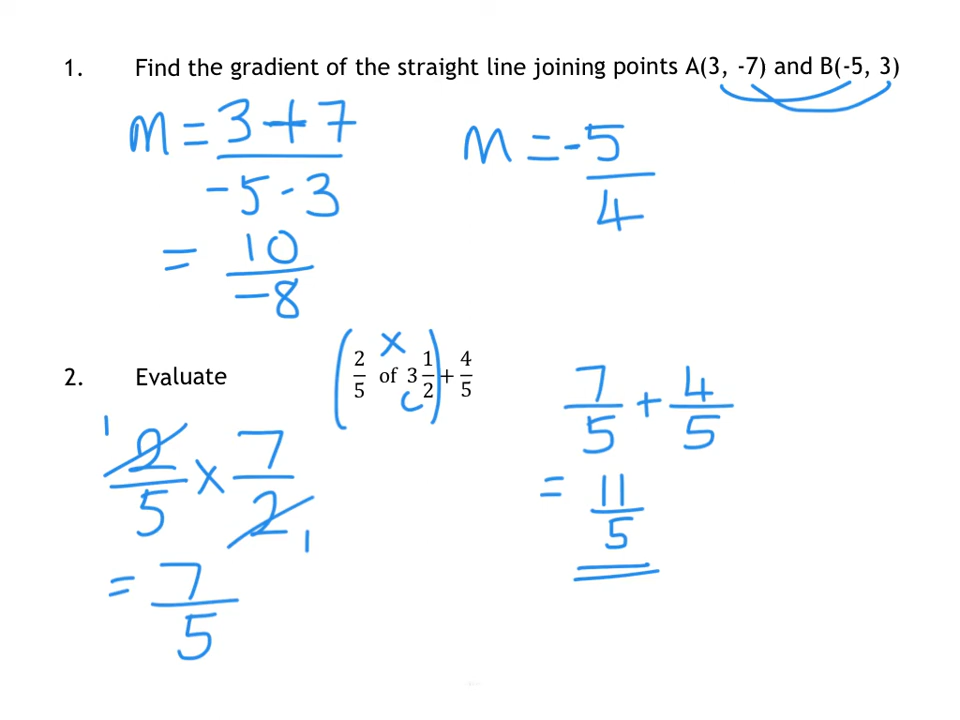 1. Find the gradient of the straight line joining points A(3, -7) and B(-5, 3)
m = 3 + 7 / -5 - 3
= 10 / -8
m = -5 / 4
2. Evaluate (2/5 of 3 1/2) + 4/5
×
1
2/5 × 7/2
1
= 7/5
7/5 + 4/5
= 11/5